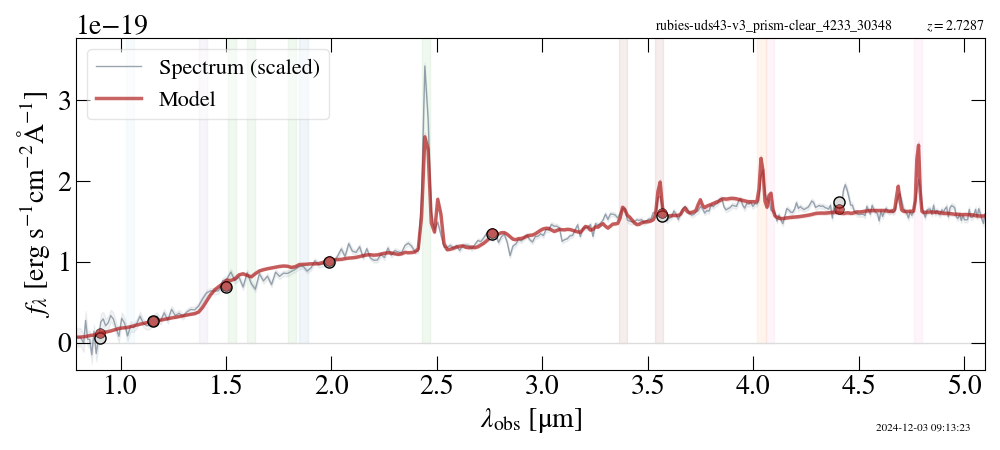 1e−19
rubies-uds43-v3_prism-clear_4233_30348 z = 2.7287
Spectrum (scaled)
Model
3
2
1
0
f_λ [erg s⁻¹cm⁻²Å⁻¹]
1.0 1.5 2.0 2.5 3.0 3.5 4.0 4.5 5.0
λ_obs [μm]
2024-12-03 09:13:23